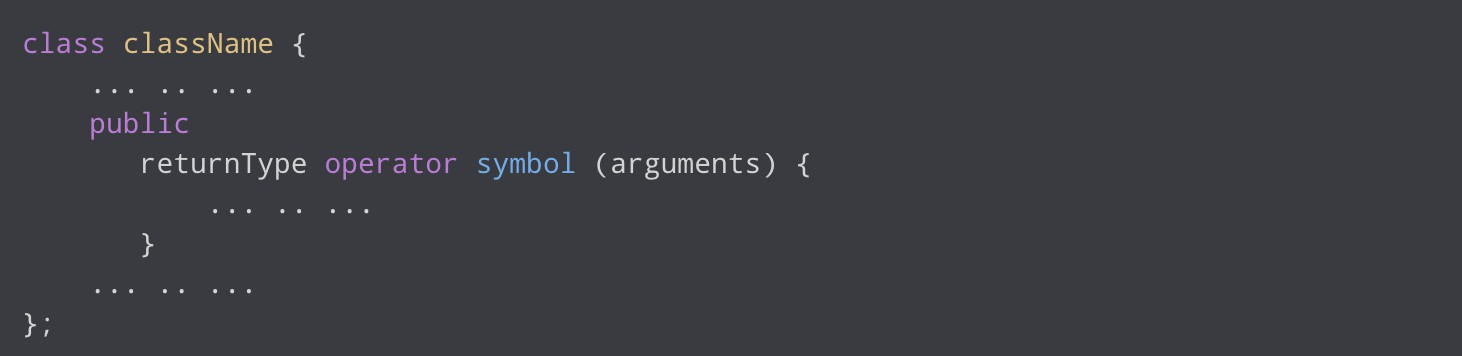 class className {
... .. ...
public
returnType operator symbol (arguments) {
... .. ...
}
... .. ...
};